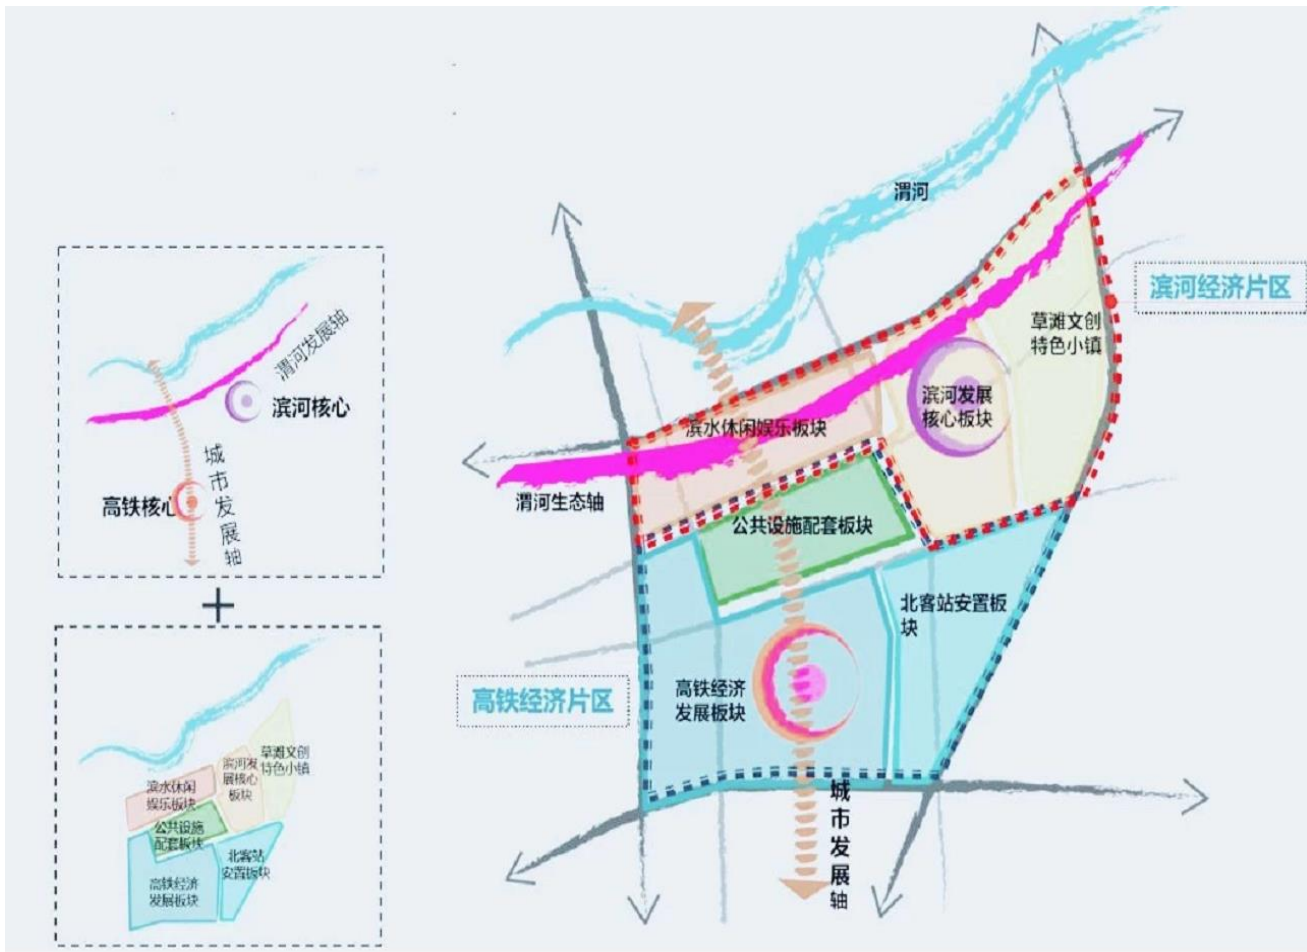 渭河
滨河经济片区
草滩文创
特色小镇
滨河发展
核心板块
滨水休闲娱乐板块
渭河生态轴
公共设施配套板块
北客站安置板
块
高铁经济片区
高铁经济
发展板块
城市发展轴
渭河发展轴
滨河核心
高铁核心
城市发展轴
+
草滩文创
特色小镇
滨河发
展核心
板块
滨水休闲
娱乐板块
公共设施
配套板块
北客站
安置板块
高铁经济
发展板块